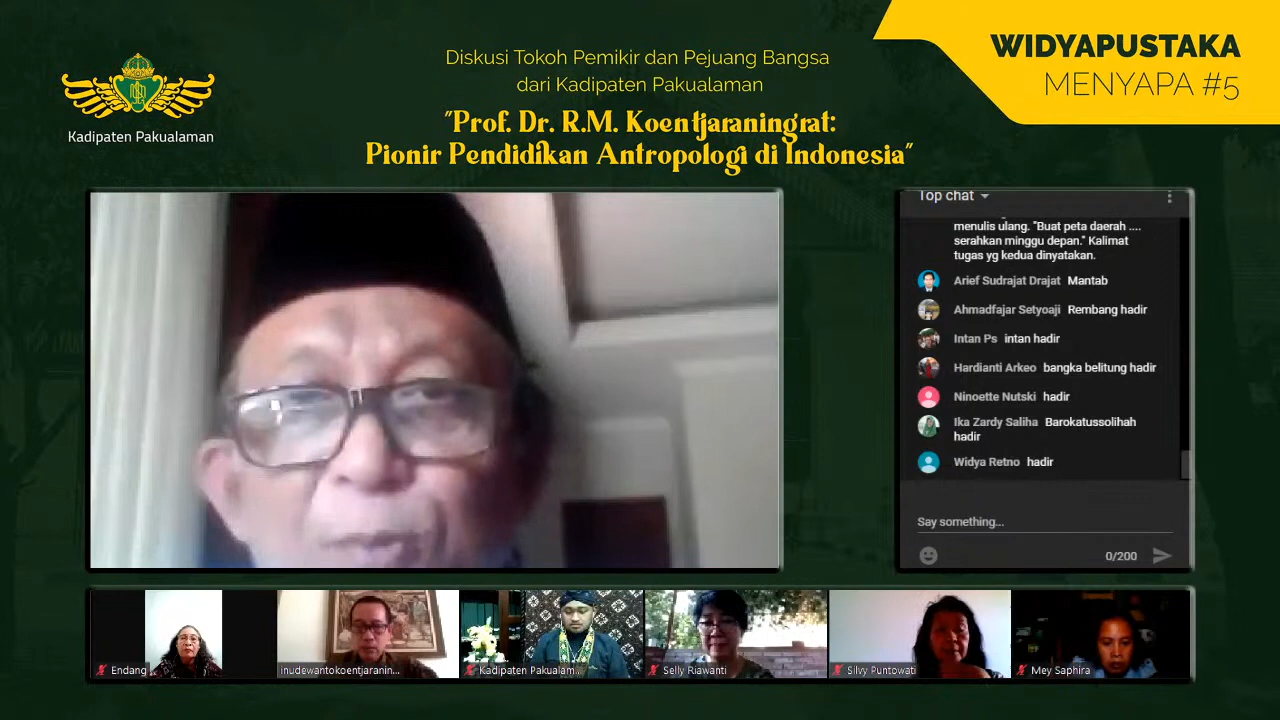 Diskusi Tokoh Pemikir dan Pejuang Bangsa
dari Kadipaten Pakualaman
"Prof. Dr. R.M. Koentjaraningrat:
Pionir Pendidikan Antropologi di Indonesia"
WIDYAPUSTAKA
MENYAPA #5
Kadipaten Pakualaman
Top chat
menulis ulang. "Buat peta daerah ....
serahkan minggu depan." Kalimat
tugas yg kedua dinyatakan.
Arief Sudrajat Drajat Mantab
Ahmadfajar Setyoaji Rembang hadir
Intan Ps intan hadir
Hardianti Arkeo bangka belitung hadir
Ninoette Nutski hadir
Ika Zardy Saliha Barokatussolihah
hadir
Widya Retno hadir
Say something...
0/200
Endang
inudewantokoentjaranin...
Kadipaten Pakualam...
Selly Riawanti
Silvy Puntowati
Mey Saphira